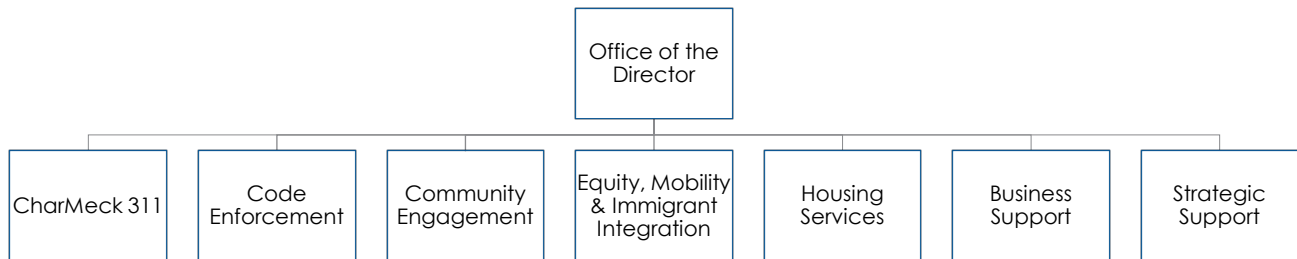 Office of the
Director
CharMeck 311
Code
Enforcement
Community
Engagement
Equity, Mobility
& Immigrant
Integration
Housing
Services
Business
Support
Strategic
Support